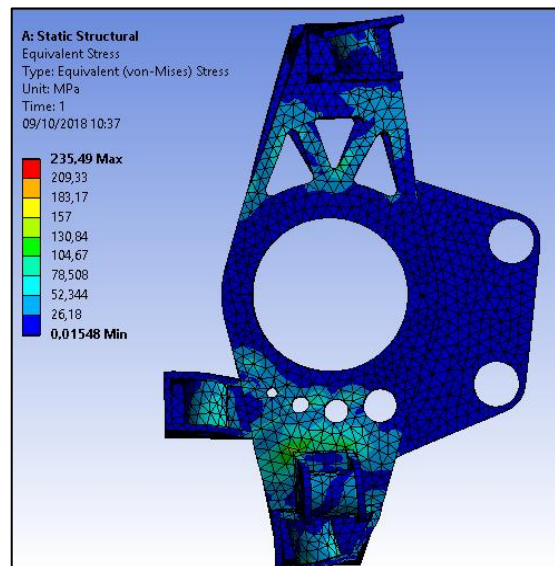 A: Static Structural
Equivalent Stress
Type: Equivalent (von-Mises) Stress
Unit: MPa
Time: 1
09/10/2018 10:37
235,49 Max
209,33
183,17
157
130,84
104,67
78,508
52,344
26,18
0,01548 Min